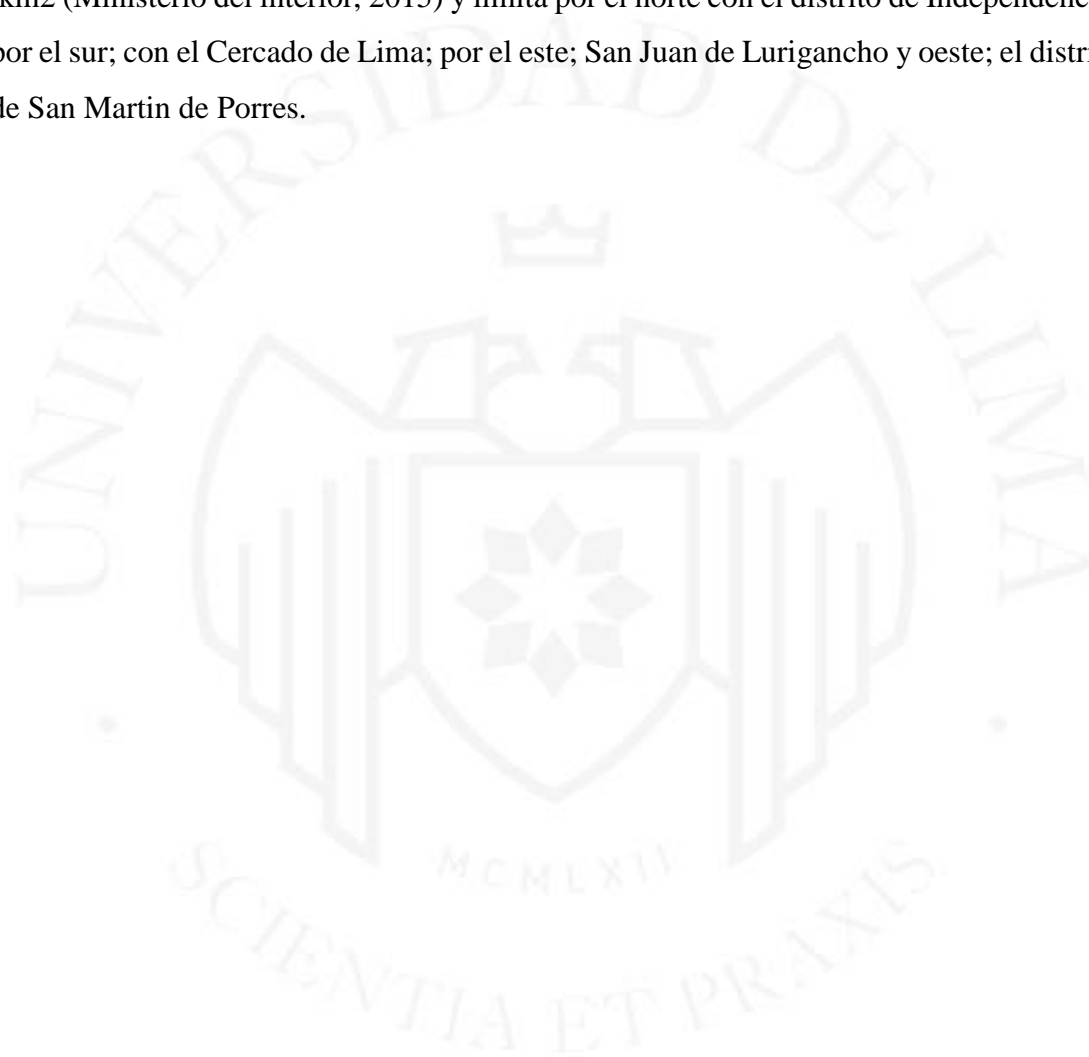 km2 (Ministerio del interior, 2015) y limita por el norte con el distrito de
por el sur; con el Cercado de Lima; por el este; San Juan de Lurigancho y oeste; el
de San Martin de Porres.
UNIVERSIDAD DE LIMA
MCMLXII
SCIENTIA ET PRAXIS